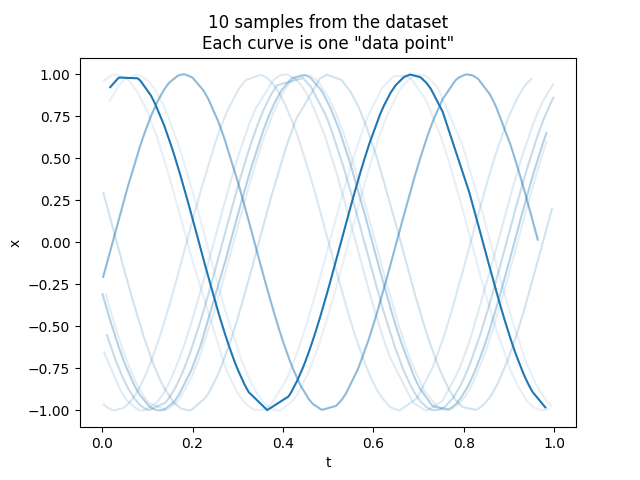 10 samples from the dataset
Each curve is one "data point"
1.00
0.75
0.50
0.25
0.00
−0.25
−0.50
−0.75
−1.00
x
0.0 0.2 0.4 0.6 0.8 1.0
t